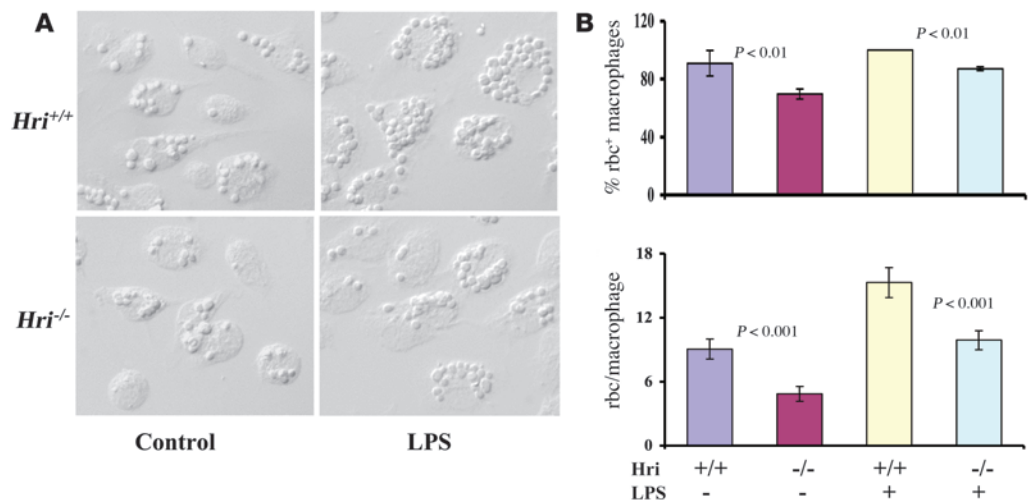 A
Hri+/+
Hri-/-
Control
LPS
B
% rbc+ macrophages
120
80
40
0
P < 0.01
P < 0.01
rbc/macrophage
18
12
6
0
P < 0.001
P < 0.001
Hri +/+ -/- +/+ -/-
LPS - - + +